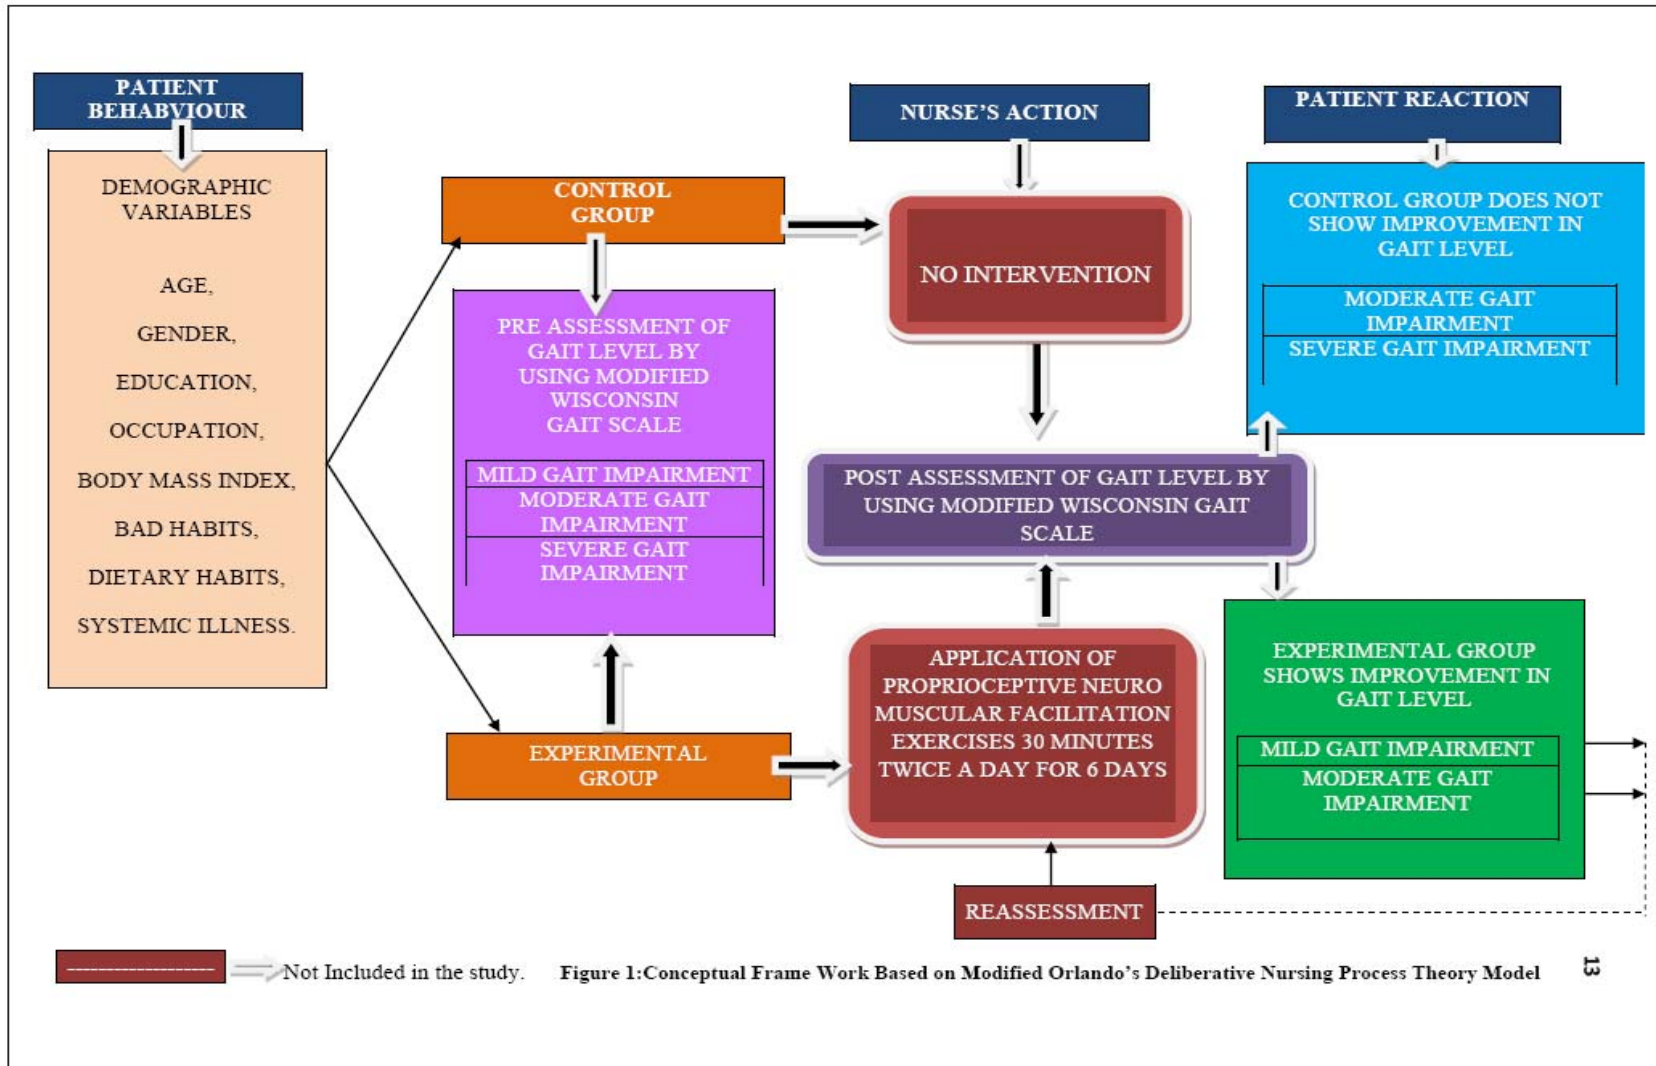 PATIENT
BEHABVIOUR
DEMOGRAPHIC
VARIABLES
AGE,
GENDER,
EDUCATION,
OCCUPATION,
BODY MASS INDEX,
BAD HABITS,
DIETARY HABITS,
SYSTEMIC ILLNESS.
CONTROL
GROUP
PRE ASSESSMENT OF
GAIT LEVEL BY
USING MODIFIED
WISCONSIN
GAIT SCALE
MILD GAIT IMPAIRMENT
MODERATE GAIT
IMPAIRMENT
SEVERE GAIT
IMPAIRMENT
EXPERIMENTAL
GROUP
NURSE’S ACTION
NO INTERVENTION
POST ASSESSMENT OF GAIT LEVEL BY
USING MODIFIED WISCONSIN GAIT
SCALE
APPLICATION OF
PROPRIOCEPTIVE NEURO
MUSCULAR FACILITATION
EXERCISES 30 MINUTES
TWICE A DAY FOR 6 DAYS
REASSESSMENT
PATIENT REACTION
CONTROL GROUP DOES NOT
SHOW IMPROVEMENT IN
GAIT LEVEL
MODERATE GAIT
IMPAIRMENT
SEVERE GAIT IMPAIRMENT
EXPERIMENTAL GROUP
SHOWS IMPROVEMENT IN
GAIT LEVEL
MILD GAIT IMPAIRMENT
MODERATE GAIT
IMPAIRMENT
Not Included in the study.
Figure 1:Conceptual Frame Work Based on Modified Orlando’s Deliberative Nursing Process Theory Model
13